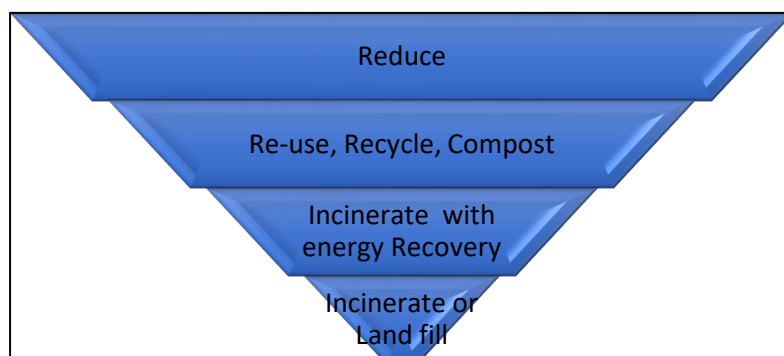 Reduce
Re-use, Recycle, Compost
Incinerate with
energy Recovery
Incinerate or
Land fill